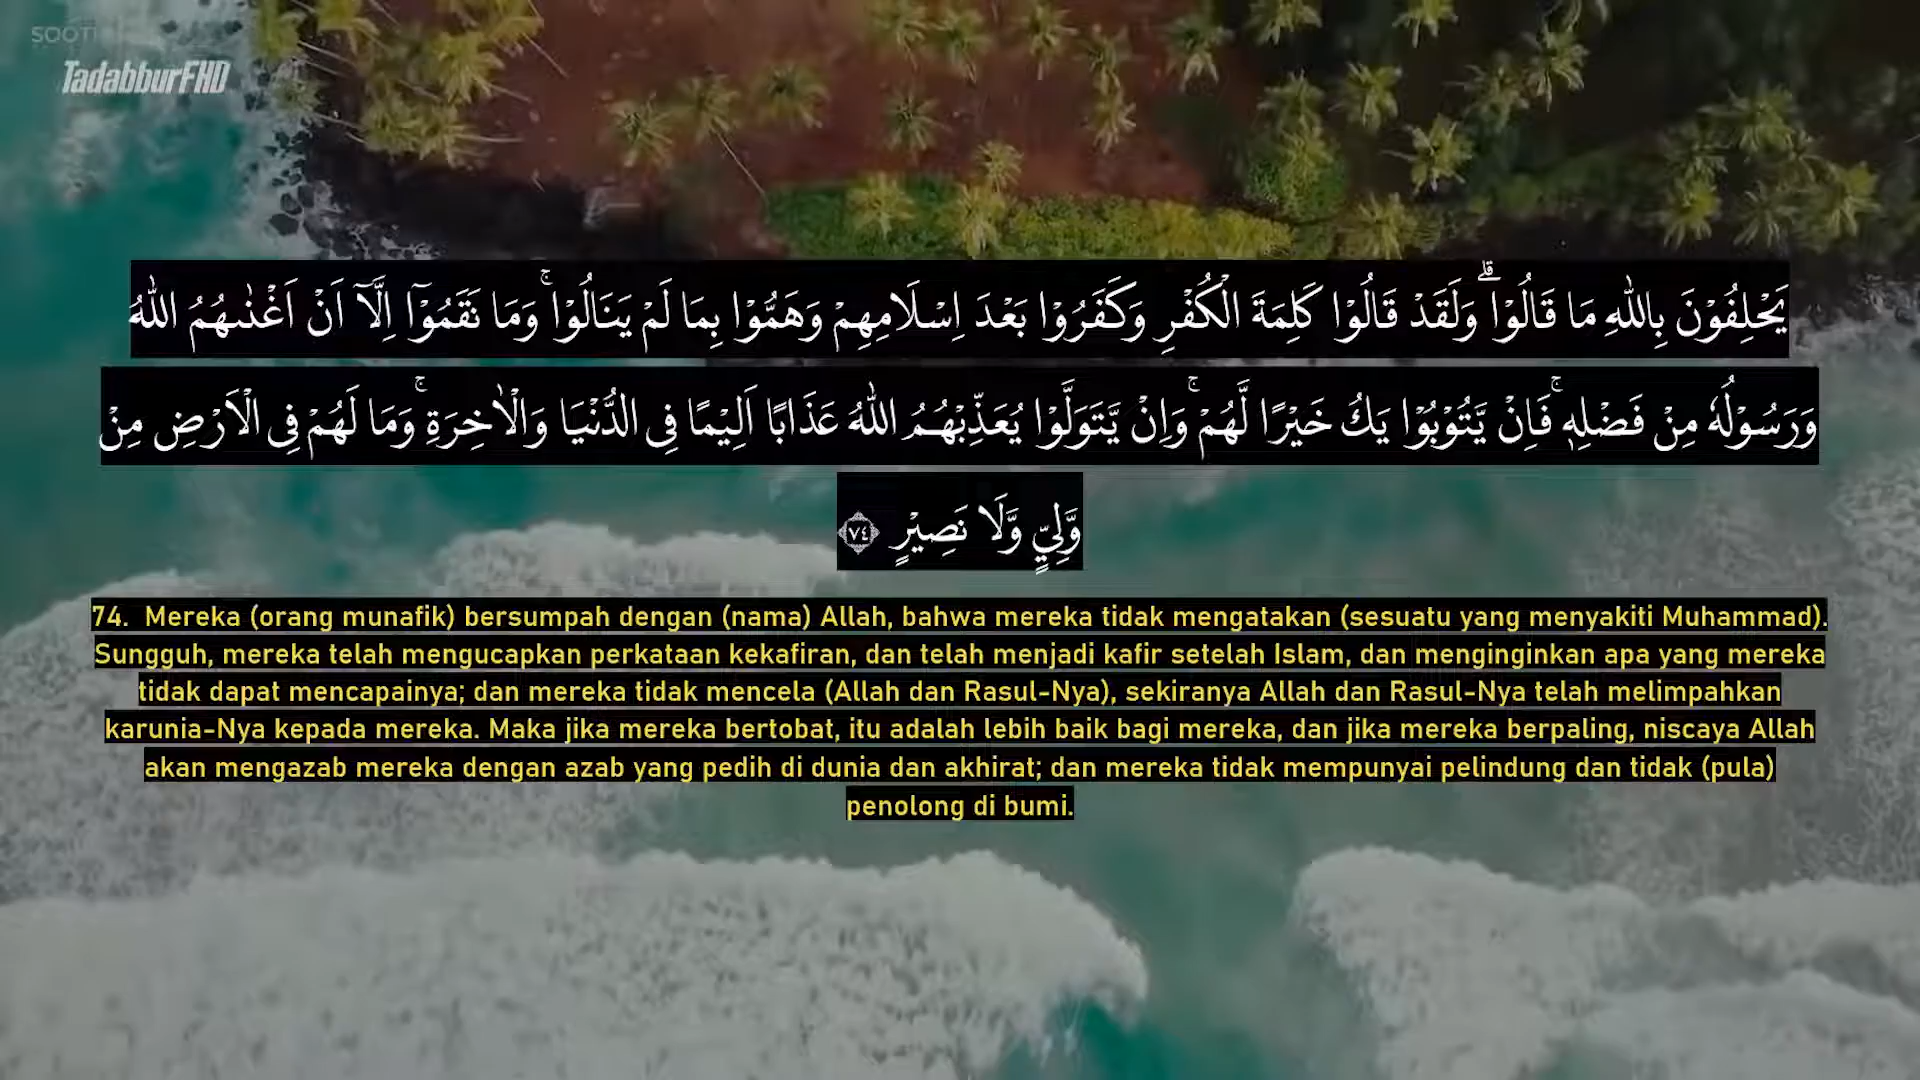 SOOTI
TadabburFHD
يَحْلِفُوْنَ بِاللّٰهِ مَا قَالُوْا ۗ وَلَقَدْ قَالُوْا كَلِمَةَ الْكُفْرِ وَكَفَرُوْا بَعْدَ اِسْلَامِهِمْ وَهَمُّوْا بِمَا لَمْ يَنَالُوْا ۚ وَمَا نَقَمُوْٓا اِلَّآ اَنْ اَغْنٰىهُمُ اللّٰهُ
وَرَسُوْلُهٗ مِنْ فَضْلِهٖ ۚ فَاِنْ يَّتُوْبُوْا يَكُ خَيْرًا لَّهُمْ ۚ وَاِنْ يَّتَوَلَّوْا يُعَذِّبْهُمُ اللّٰهُ عَذَابًا اَلِيْمًا فِى الدُّنْيَا وَالْاٰخِرَةِ ۚ وَمَا لَهُمْ فِى الْاَرْضِ مِنْ
وَّلِيٍّ وَّلَا نَصِيْرٍ ٧٤
74. Mereka (orang munafik) bersumpah dengan (nama) Allah, bahwa mereka tidak mengatakan (sesuatu yang menyakiti Muhammad).
Sungguh, mereka telah mengucapkan perkataan kekafiran, dan telah menjadi kafir setelah Islam, dan menginginkan apa yang mereka
tidak dapat mencapainya; dan mereka tidak mencela (Allah dan Rasul-Nya), sekiranya Allah dan Rasul-Nya telah melimpahkan
karunia-Nya kepada mereka. Maka jika mereka bertobat, itu adalah lebih baik bagi mereka, dan jika mereka berpaling, niscaya Allah
akan mengazab mereka dengan azab yang pedih di dunia dan akhirat; dan mereka tidak mempunyai pelindung dan tidak (pula)
penolong di bumi.